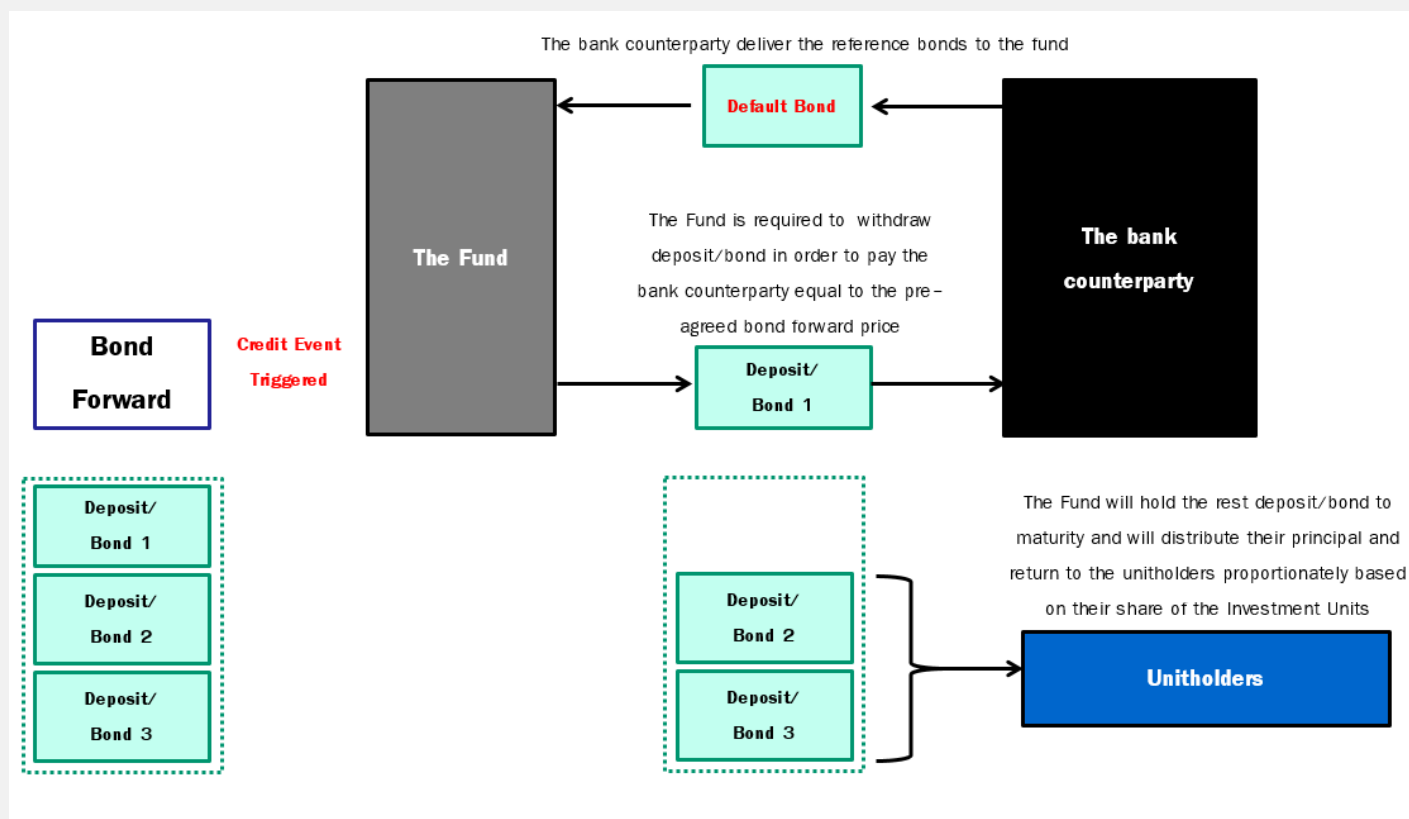 The bank counterparty deliver the reference bonds to the fund
Default Bond
The Fund
The bank
counterparty
The Fund is required to withdraw
deposit/bond in order to pay the
bank counterparty equal to the pre-
agreed bond forward price
Bond
Forward
Credit Event
Triggered
Deposit/
Bond 1
Deposit/
Bond 1
Deposit/
Bond 2
Deposit/
Bond 3
Deposit/
Bond 2
Deposit/
Bond 3
The Fund will hold the rest deposit/bond to
maturity and will distribute their principal and
return to the unitholders proportionately based
on their share of the Investment Units
Unitholders